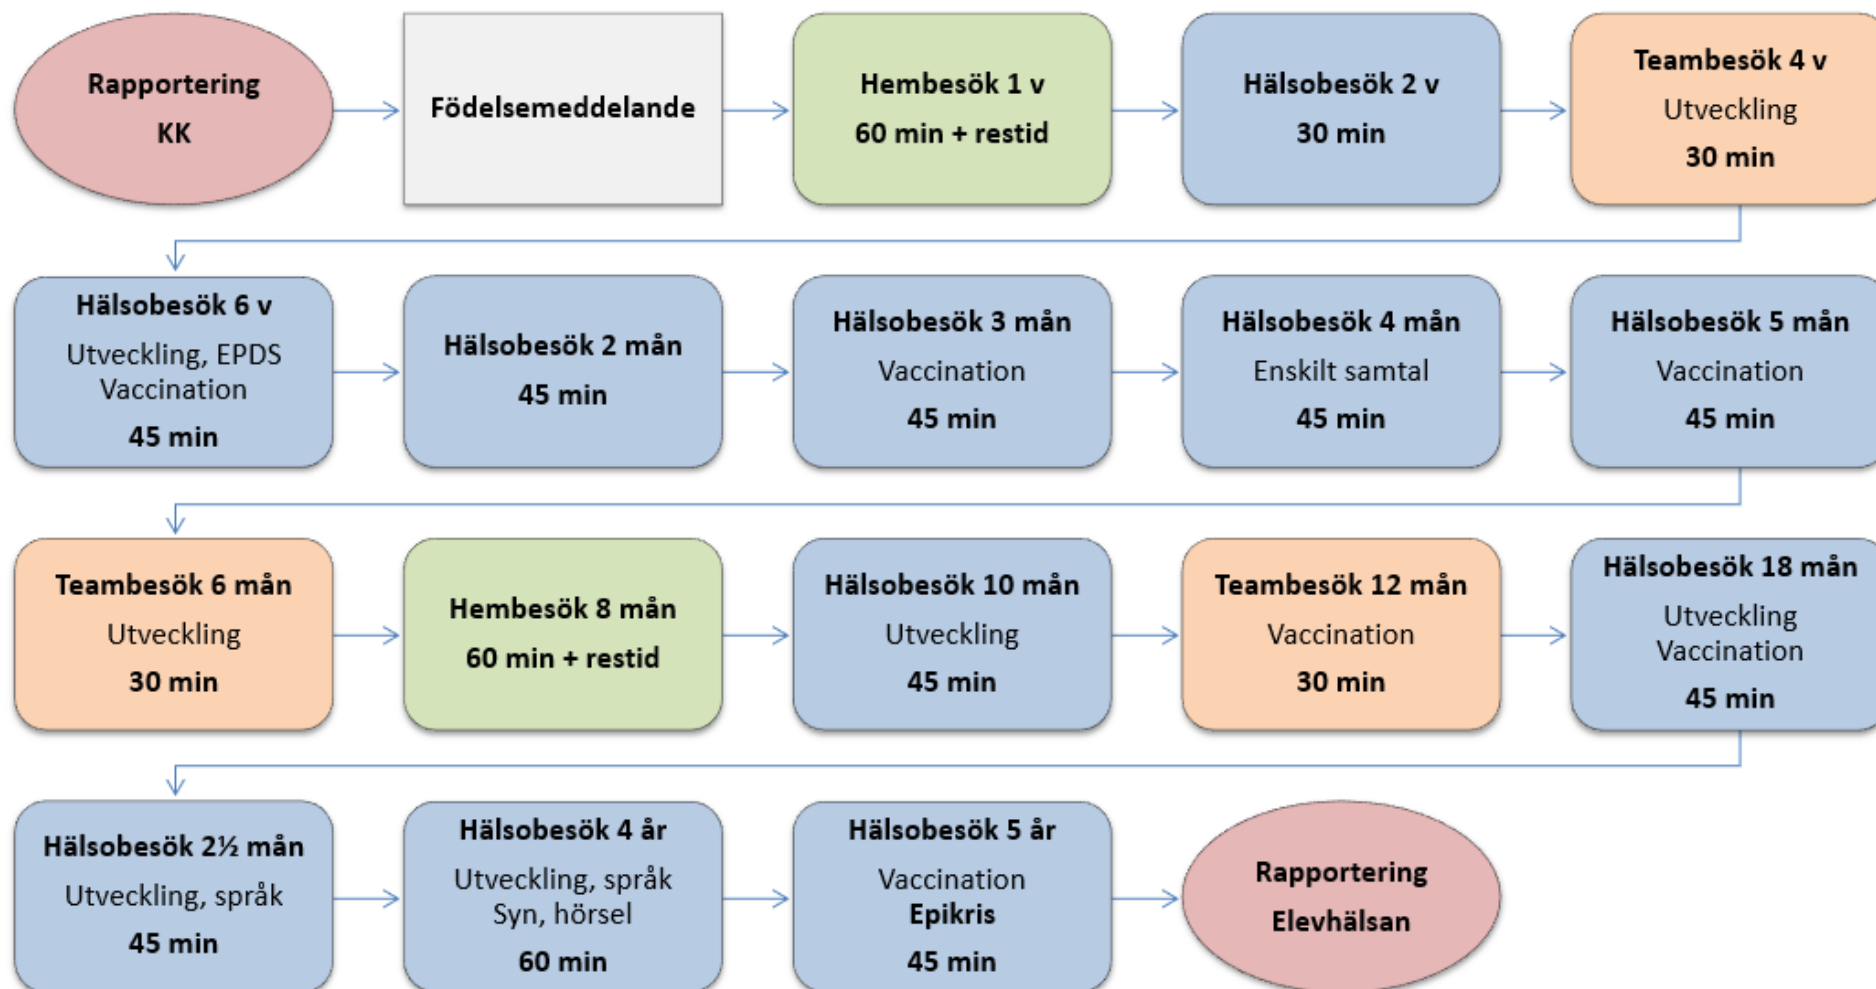 Rapportering
KK
Födelsemeddelande
Hembesök 1 v
60 min + restid
Hälsobesök 2 v
30 min
Teambesök 4 v
Utveckling
30 min
Hälsobesök 6 v
Utveckling, EPDS
Vaccination
45 min
Hälsobesök 2 mån
45 min
Hälsobesök 3 mån
Vaccination
45 min
Hälsobesök 4 mån
Enskilt samtal
45 min
Hälsobesök 5 mån
Vaccination
45 min
Teambesök 6 mån
Utveckling
30 min
Hembesök 8 mån
60 min + restid
Hälsobesök 10 mån
Utveckling
45 min
Teambesök 12 mån
Vaccination
30 min
Hälsobesök 18 mån
Utveckling
Vaccination
45 min
Hälsobesök 2½ mån
Utveckling, språk
45 min
Hälsobesök 4 år
Utveckling, språk
Syn, hörsel
60 min
Hälsobesök 5 år
Vaccination
Epikris
45 min
Rapportering
Elevhälsan